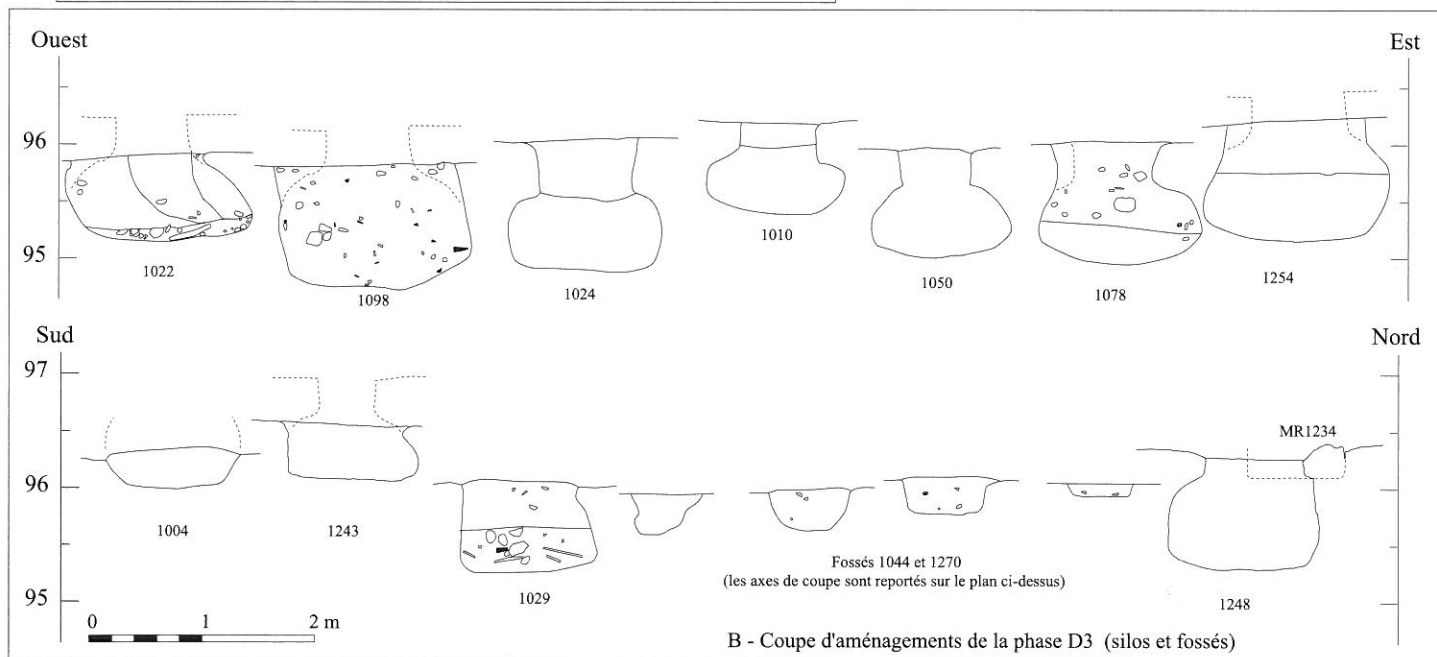 Ouest
Est
96
95
1022
1098
1024
1010
1050
1078
1254
Sud
Nord
97
96
95
MR1234
1004
1243
1029
Fossés 1044 et 1270
(les axes de coupe sont reportés sur le plan ci-dessus)
1248
0 1 2 m
B - Coupe d'aménagements de la phase D3 (silos et fossés)